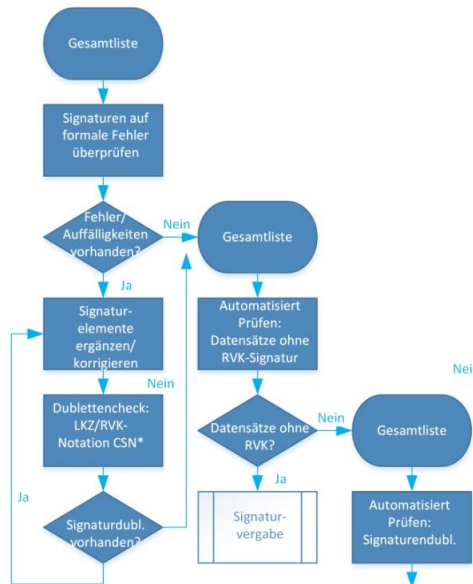 Gesamtliste
Signaturen auf
formale Fehler
überprüfen
Fehler/
Auffälligkeiten
vorhanden?
Nein
Ja
Signatur-
elemente
ergänzen/
korrigieren
Nein
Dublettencheck:
LKZ/RVK-
Notation CSN*
Ja
Signaturdubl.
vorhanden?
Gesamtliste
Automatisiert
Prüfen:
Datensätze ohne
RVK-Signatur
Datensätze ohne
RVK?
Nein
Ja
Signatur-
vergabe
Nei
Gesamtliste
Automatisiert
Prüfen:
Signaturendubl.